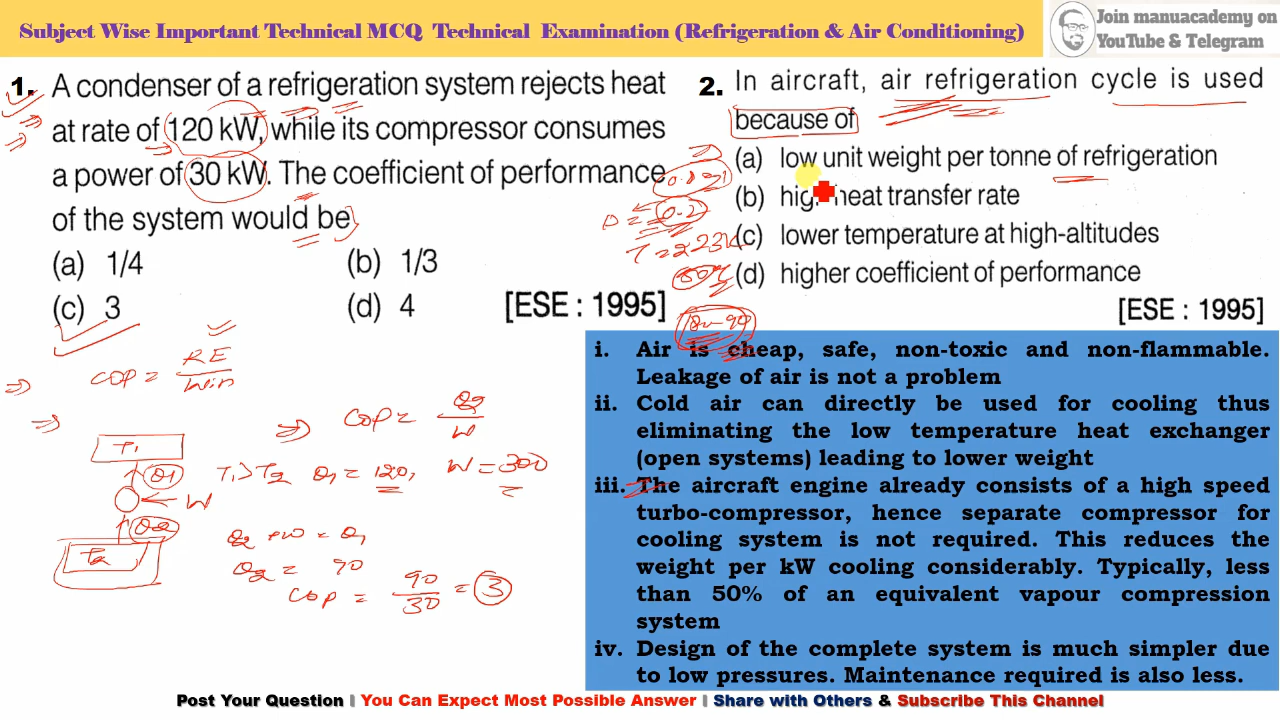 Subject Wise Important Technical MCQ Technical Examination (Refrigeration & Air Conditioning)
Join manuacademy on
YouTube & Telegram
1. A condenser of a refrigeration system rejects heat
at rate of 120 kW, while its compressor consumes
a power of 30 kW. The coefficient of performance
of the system would be
(a) 1/4
(b) 1/3
(c) 3
(d) 4
[ESE : 1995]
COP = RE
Win
T1
Q1
W
Q2
T2
COP = Q2
W
T1 > T2 Q1 = 120, W = 300
Q2 + W = Q1
Q2 = 90
COP = 90
30
= 3
2. In aircraft, air refrigeration cycle is used
because of
(a) low unit weight per tonne of refrigeration
(b) high heat transfer rate
(c) lower temperature at high-altitudes
(d) higher coefficient of performance
[ESE : 1995]
P = 0.2
T = 223K
i. Air is cheap, safe, non-toxic and non-flammable.
Leakage of air is not a problem
ii. Cold air can directly be used for cooling thus
eliminating the low temperature heat exchanger
(open systems) leading to lower weight
iii. The aircraft engine already consists of a high speed
turbo-compressor, hence separate compressor for
cooling system is not required. This reduces the
weight per kW cooling considerably. Typically, less
than 50% of an equivalent vapour compression
system
iv. Design of the complete system is much simpler due
to low pressures. Maintenance required is also less.
Post Your Question | You Can Expect Most Possible Answer | Share with Others & Subscribe This Channel